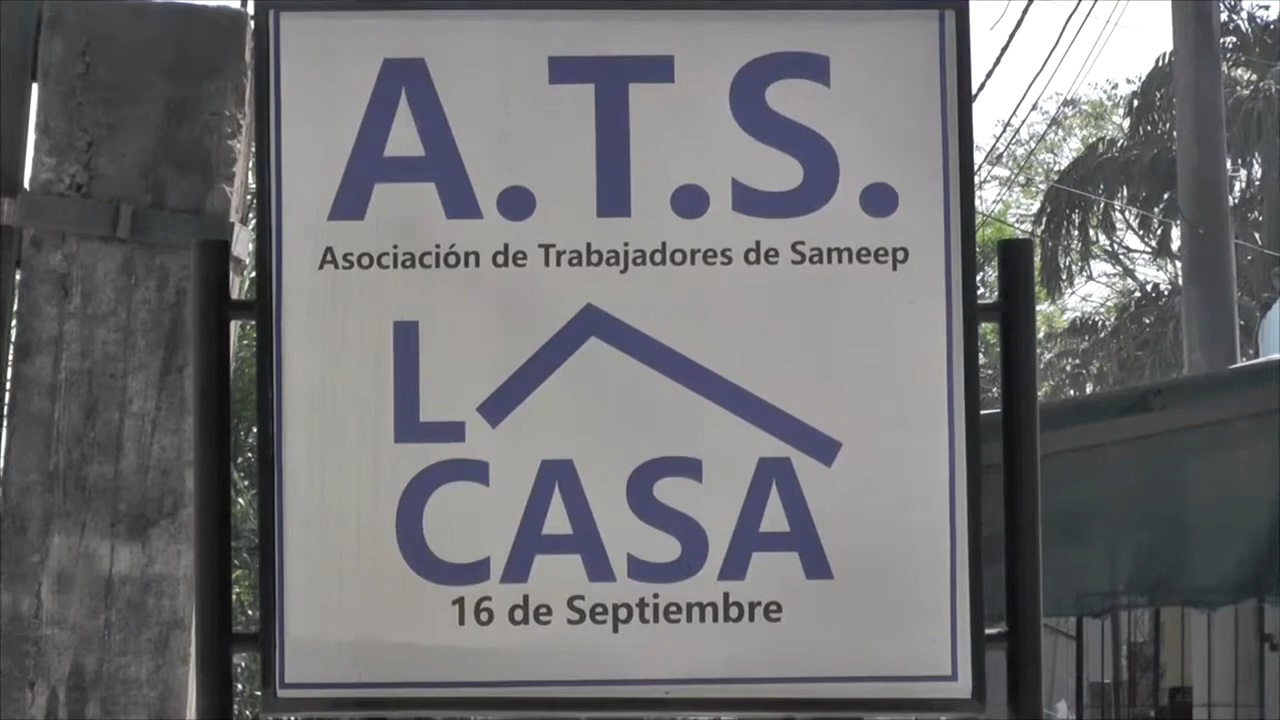 A.T.S.
Asociación de Trabajadores de Sameep
L
CASA
16 de Septiembre